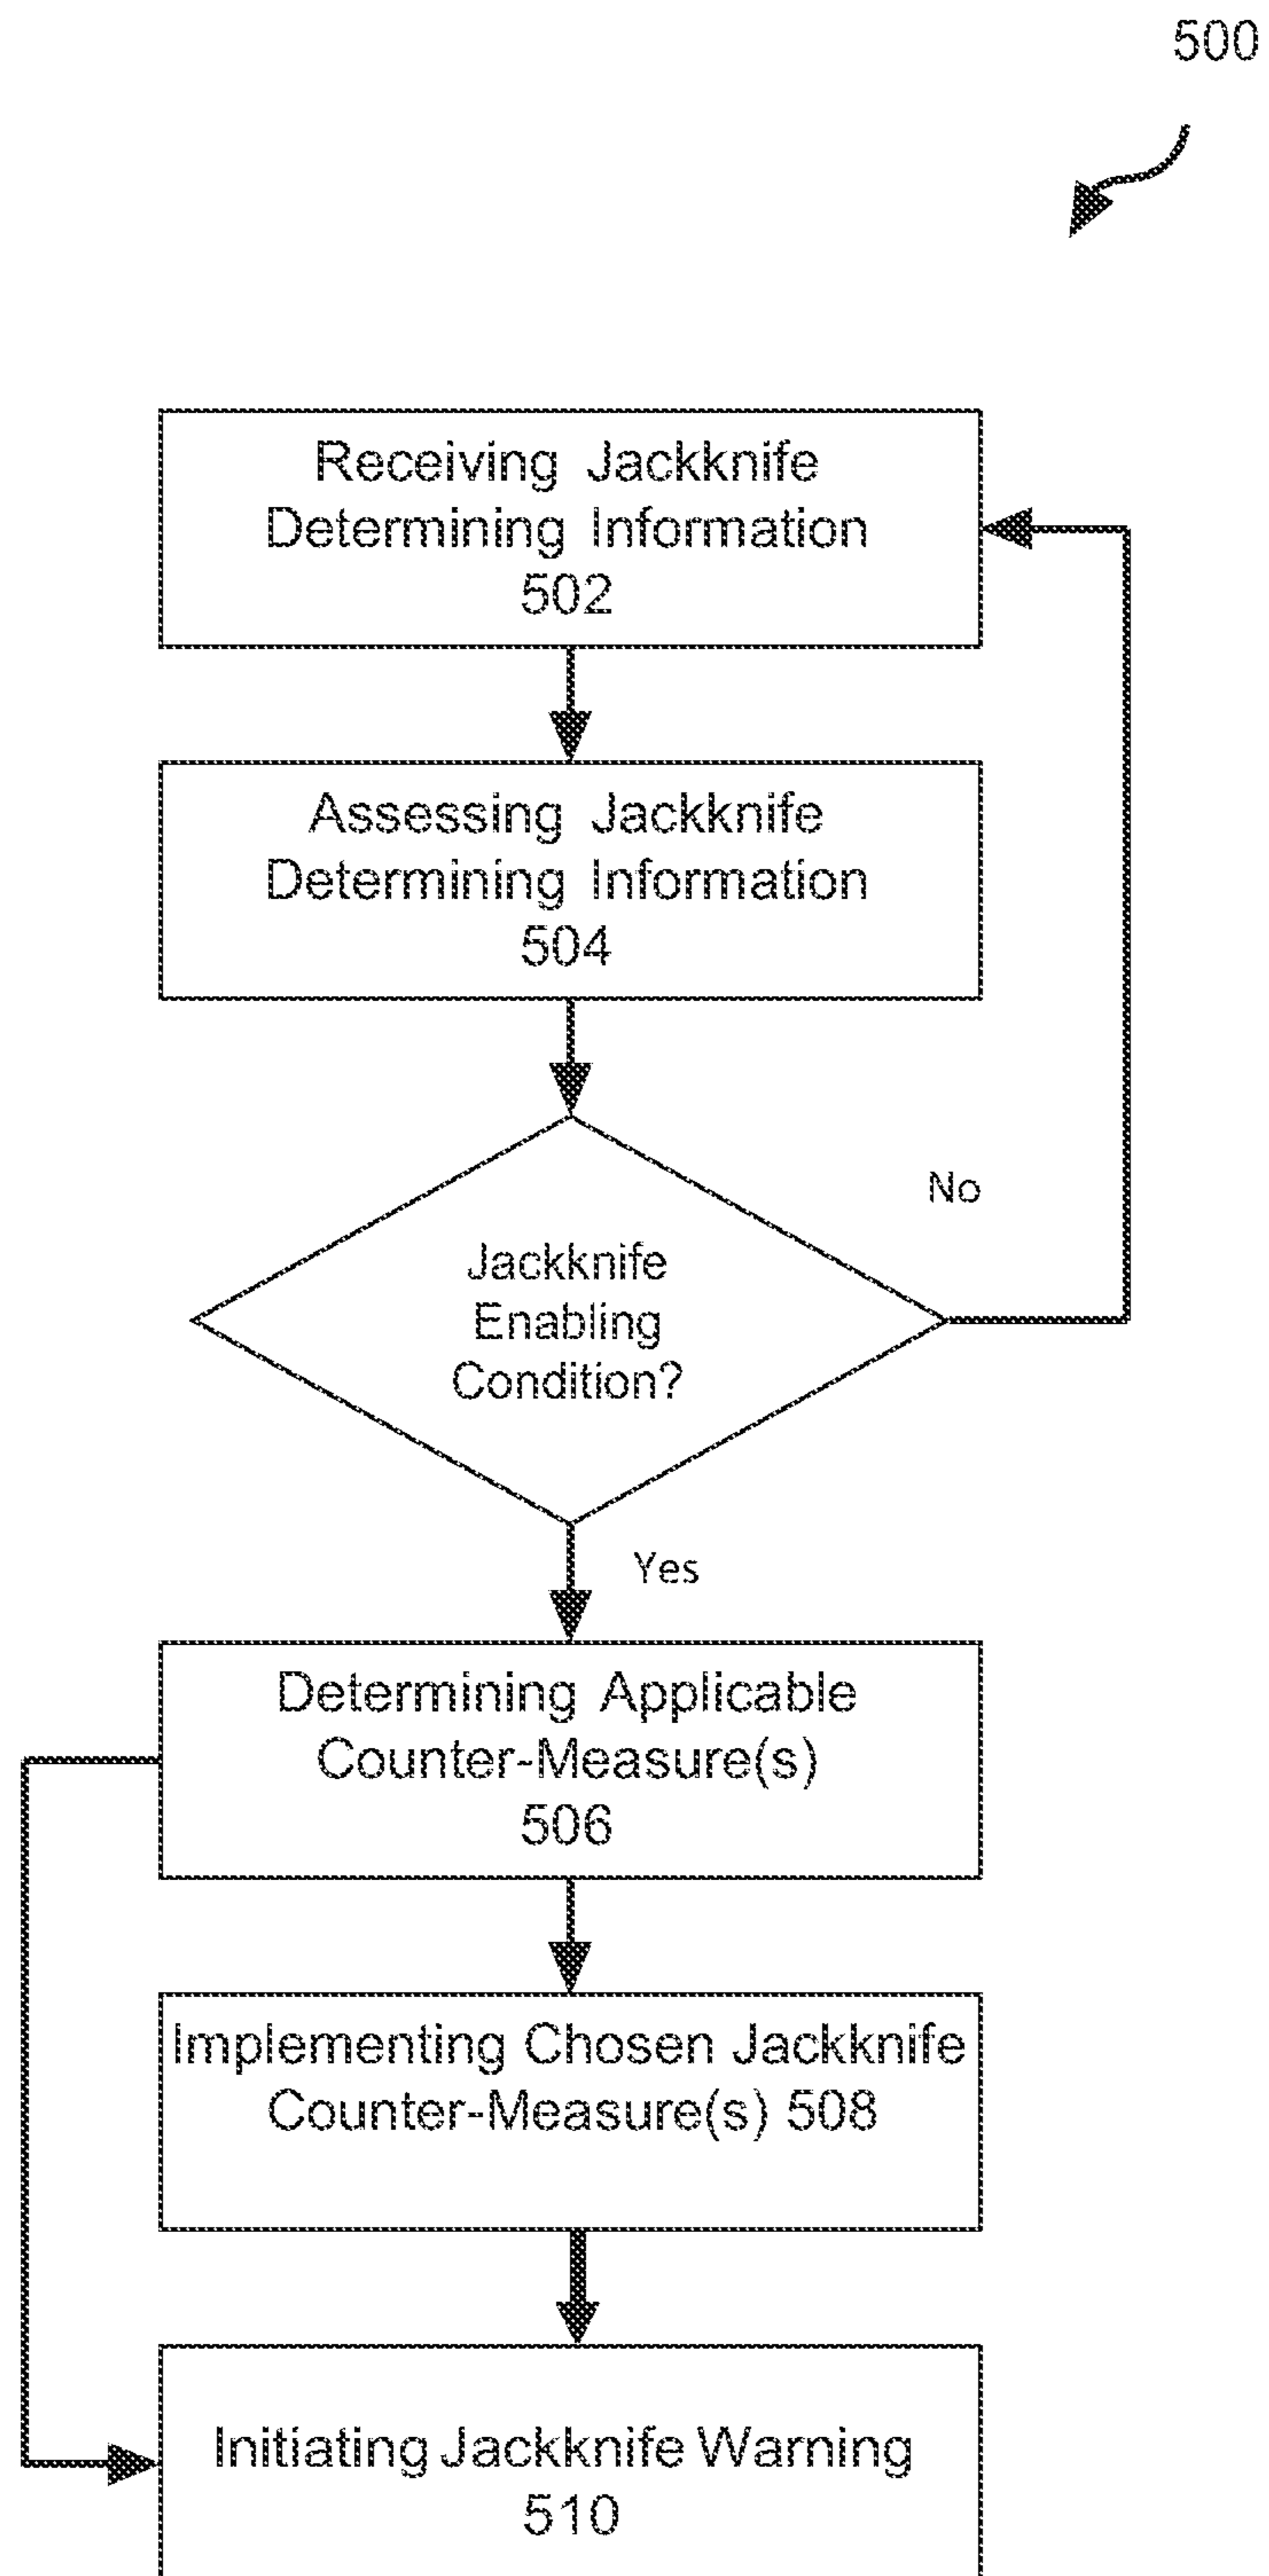 500
Receiving Jackknife
Determining Information
502
Assessing Jackknife
Determining Information
504
No
Jackknife
Enabling
Condition?
Yes
Determining Applicable
Counter-Measure(s)
506
Implementing Chosen Jackknife
Counter-Measure(s) 508
Initiating Jackknife Warning
510